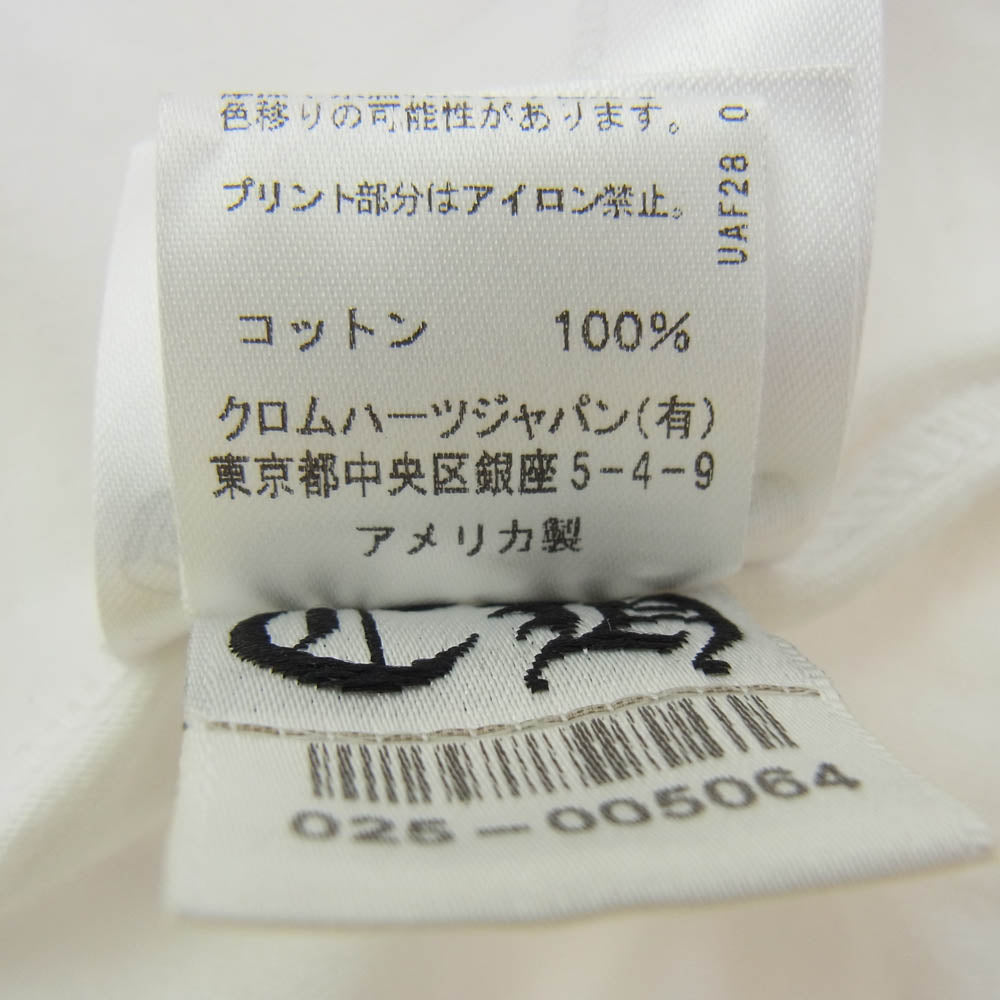 色移りの可能性があります。
プリント部分はアイロン禁止。
UAF28 0
コットン 100%
クロムハーツジャパン(有)
東京都中央区銀座5-4-9
アメリカ製
026-005064